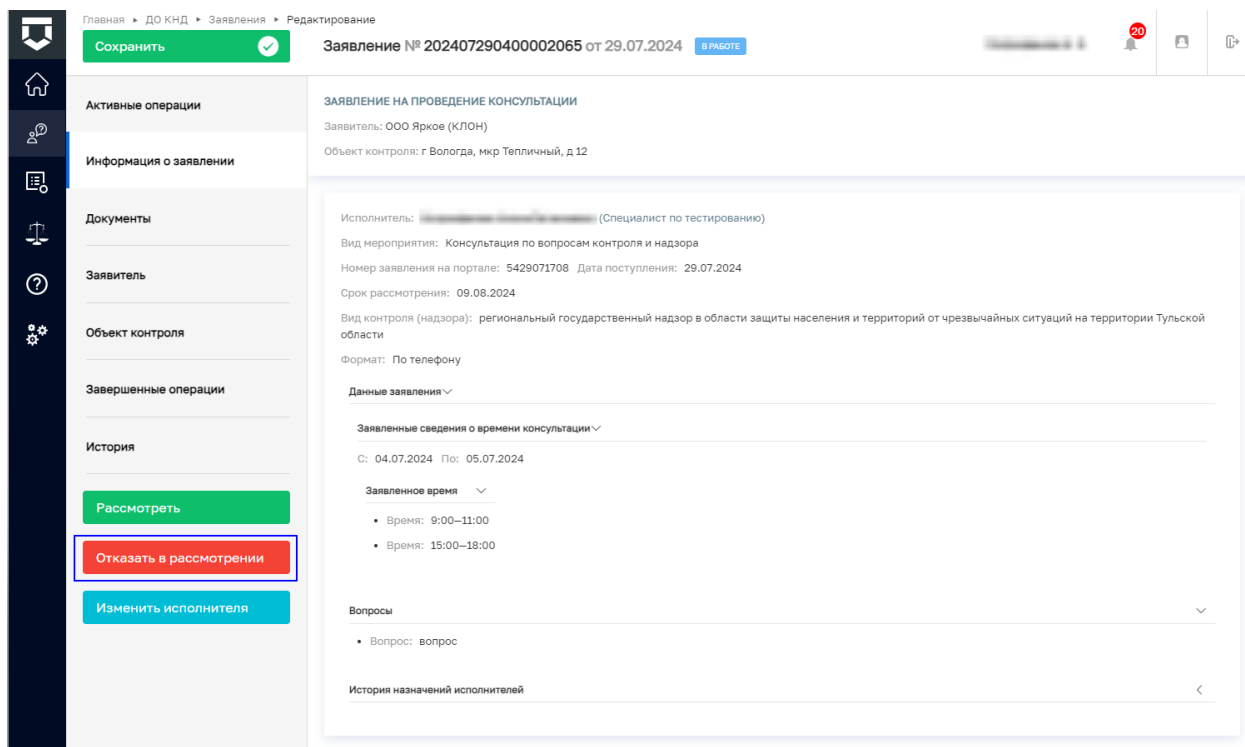 Главная ▸ ДО КНД ▸ Заявления ▸ Редактирование
Сохранить
Заявление № 202407290400002065 от 29.07.2024 В РАБОТЕ
20
Активные операции
Информация о заявлении
Документы
Заявитель
Объект контроля
Завершенные операции
История
Рассмотреть
Отказать в рассмотрении
Изменить исполнителя
ЗАЯВЛЕНИЕ НА ПРОВЕДЕНИЕ КОНСУЛЬТАЦИИ
Заявитель: ООО Яркое (КЛОН)
Объект контроля: г Вологда, мкр Тепличный, д 12
Исполнитель: (Специалист по тестированию)
Вид мероприятия: Консультация по вопросам контроля и надзора
Номер заявления на портале: 5429071708 Дата поступления: 29.07.2024
Срок рассмотрения: 09.08.2024
Вид контроля (надзора): региональный государственный надзор в области защиты населения и территорий от чрезвычайных ситуаций на территории Тульской
области
Формат: По телефону
Данные заявления
Заявленные сведения о времени консультации
С: 04.07.2024 По: 05.07.2024
Заявленное время
• Время: 9:00—11:00
• Время: 15:00—18:00
Вопросы
• Вопрос: вопрос
История назначений исполнителей